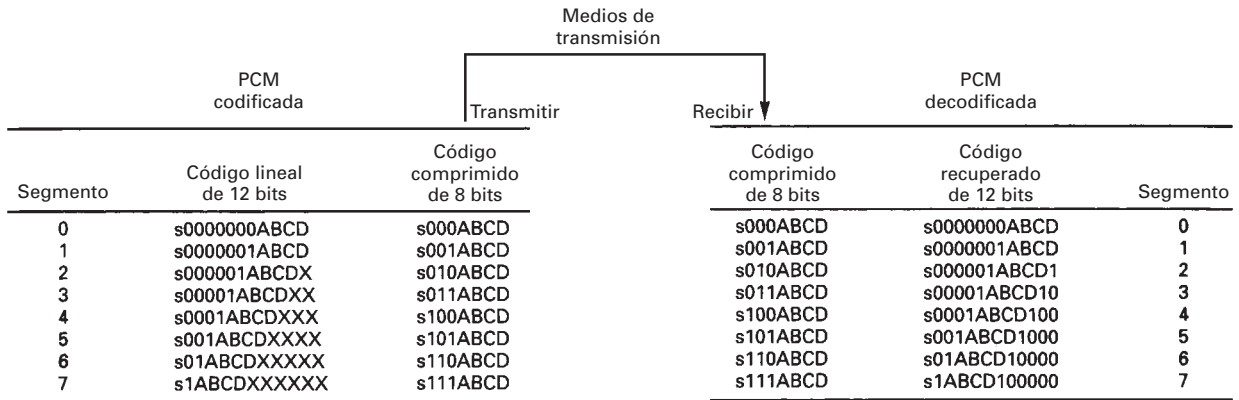 Medios de
transmisión
PCM
codificada
Transmitir
Recibir
PCM
decodificada
Segmento
Código lineal
de 12 bits
Código
comprimido
de 8 bits
Código
comprimido
de 8 bits
Código
recuperado
de 12 bits
Segmento
0 s0000000ABCD s000ABCD s000ABCD s0000000ABCD 0
1 s0000001ABCD s001ABCD s001ABCD s0000001ABCD 1
2 s000001ABCDX s010ABCD s010ABCD s000001ABCD1 2
3 s00001ABCDXX s011ABCD s011ABCD s00001ABCD10 3
4 s0001ABCDXXX s100ABCD s100ABCD s0001ABCD100 4
5 s001ABCDXXXX s101ABCD s101ABCD s001ABCD1000 5
6 s01ABCDXXXXX s110ABCD s110ABCD s01ABCD10000 6
7 s1ABCDXXXXXX s111ABCD s111ABCD s1ABCD100000 7